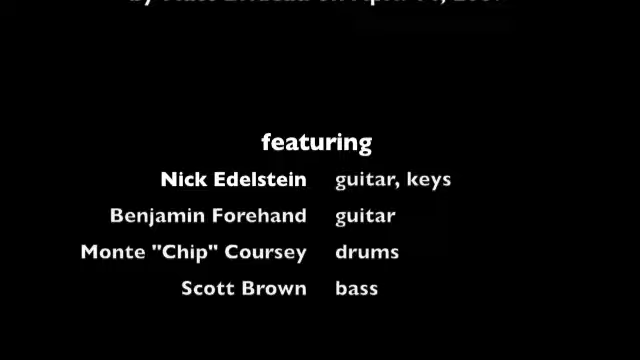 featuring
Nick Edelstein guitar, keys
Benjamin Forehand guitar
Monte "Chip" Coursey drums
Scott Brown bass